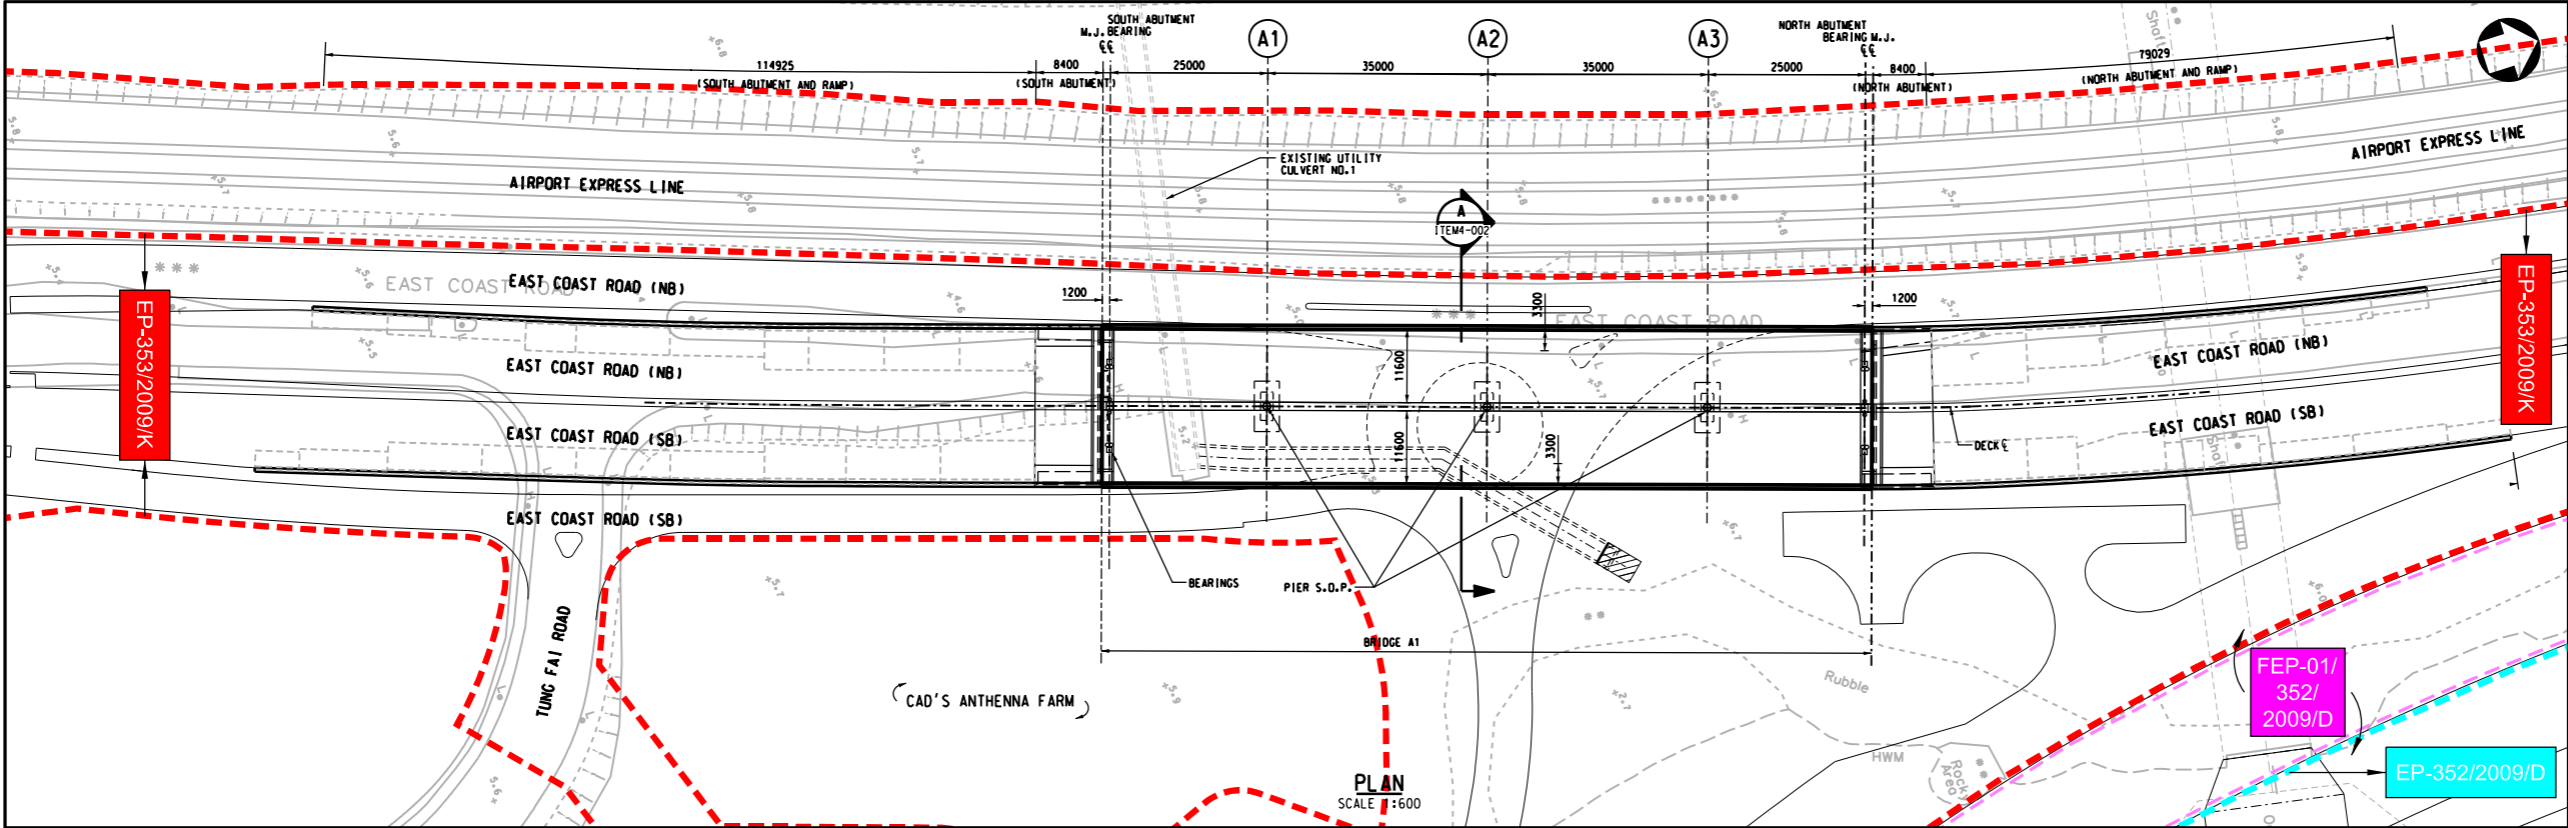 SOUTH ABUTMENT
M.J. BEARING
A1
A2
A3
NORTH ABUTMENT
BEARING M.J.
114925
(SOUTH ABUTMENT AND RAMP)
8400
(SOUTH ABUTMENT)
25000
35000
35000
25000
8400
(NORTH ABUTMENT)
79029
(NORTH ABUTMENT AND RAMP)
Shaft
EXISTING UTILITY
CULVERT NO.1
AIRPORT EXPRESS LINE
AIRPORT EXPRESS LINE
A
ITEM4-002
EAST COAST ROAD
EAST COAST ROAD (NB)
1200
3300
EAST COAST ROAD
1200
EP-353/2009/K
EP-353/2009/K
EAST COAST ROAD (NB)
11600
EAST COAST ROAD (NB)
EAST COAST ROAD (SB)
11600
3300
DECK ℄
EAST COAST ROAD (SB)
EAST COAST ROAD (SB)
BEARINGS
PIER S.O.P.
TUNG FAI ROAD
BRIDGE A1
CAD'S ANTHENNA FARM
Rubble
HWM
Rocky
Area
FEP-01/
352/
2009/D
EP-352/2009/D
PLAN
SCALE 1:600